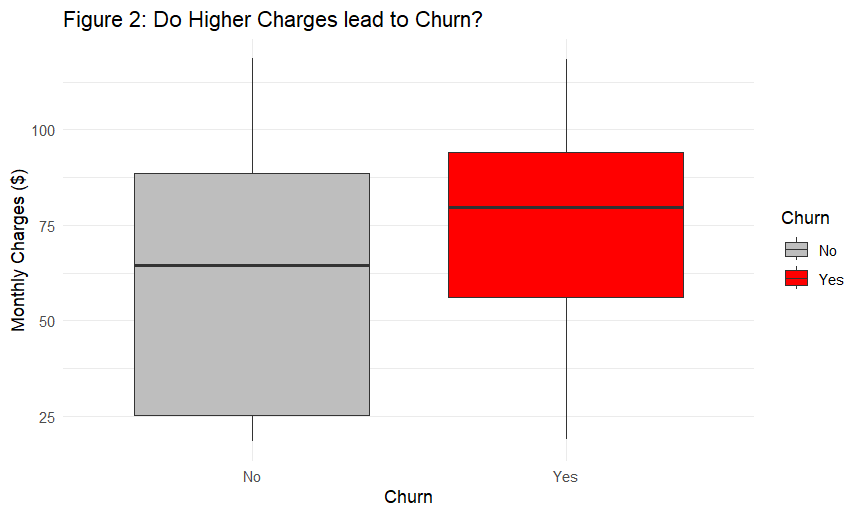 Figure 2: Do Higher Charges lead to Churn?
Monthly Charges ($)
100
75
50
25
No
Yes
Churn
Churn
No
Yes